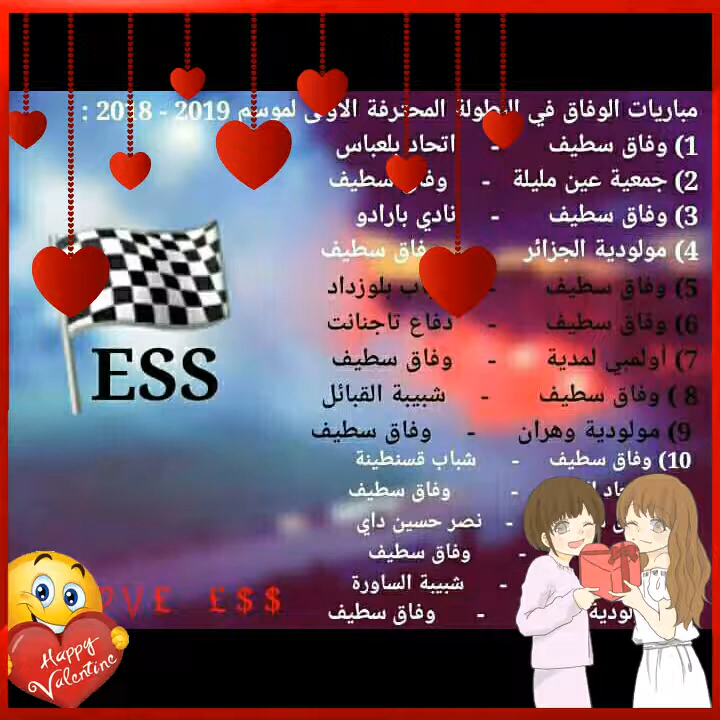 مباريات الوفاق في البطولة المحترفة الأولى لموسم 2019 - 2018 :
1) وفاق سطيف - اتحاد بلعباس
2) جمعية عين مليلة - وفاق سطيف
3) وفاق سطيف - نادي بارادو
4) مولودية الجزائر - وفاق سطيف
5) وفاق سطيف - شباب بلوزداد
6) وفاق سطيف - دفاع تاجنانت
7) أولمبي لمدية - وفاق سطيف
8) وفاق سطيف - شبيبة القبائل
9) مولودية وهران - وفاق سطيف
10) وفاق سطيف - شباب قسنطينة
- وفاق سطيف
- نصر حسين داي
- وفاق سطيف
- شبيبة الساورة
- وفاق سطيف
ESS
£$$
Happy
Valentine